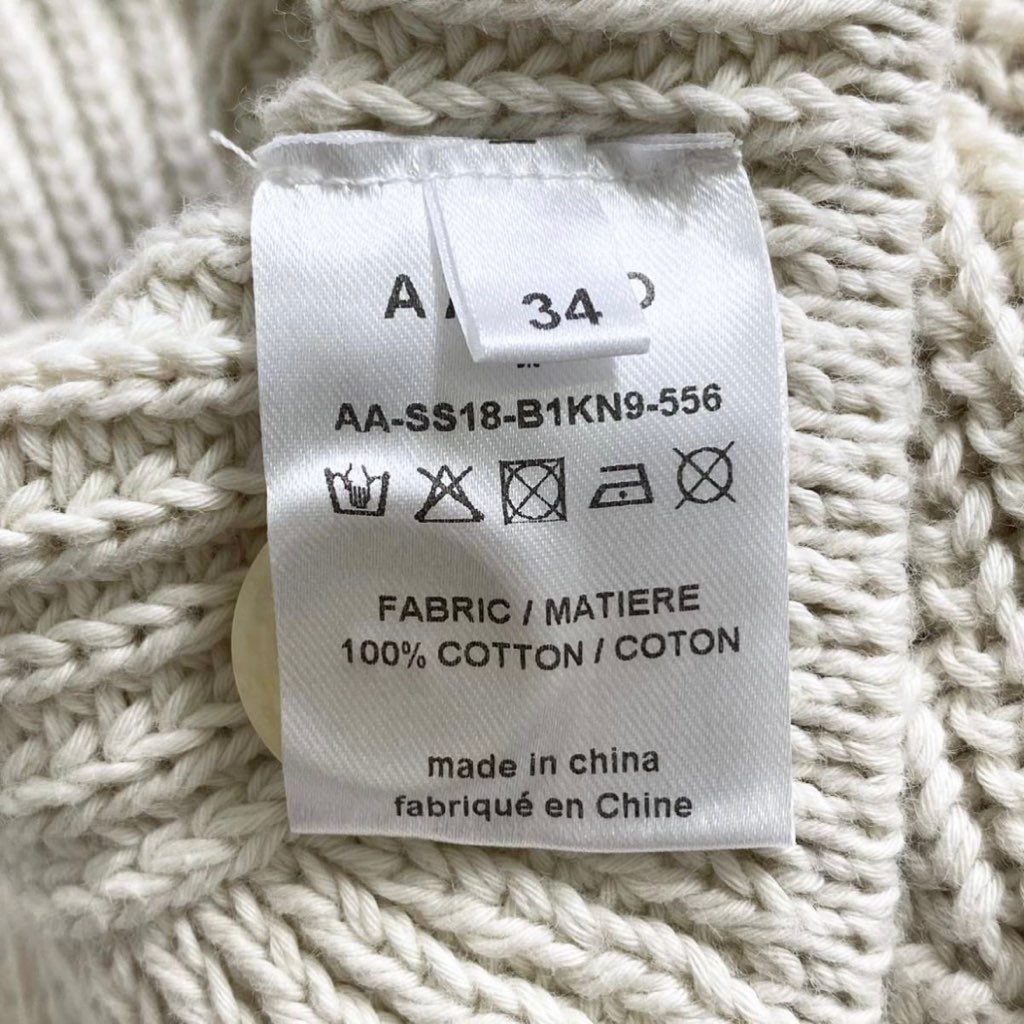 34
AA-SS18-B1KN9-556
FABRIC / MATIERE
100% COTTON / COTON
made in china
fabriqué en Chine